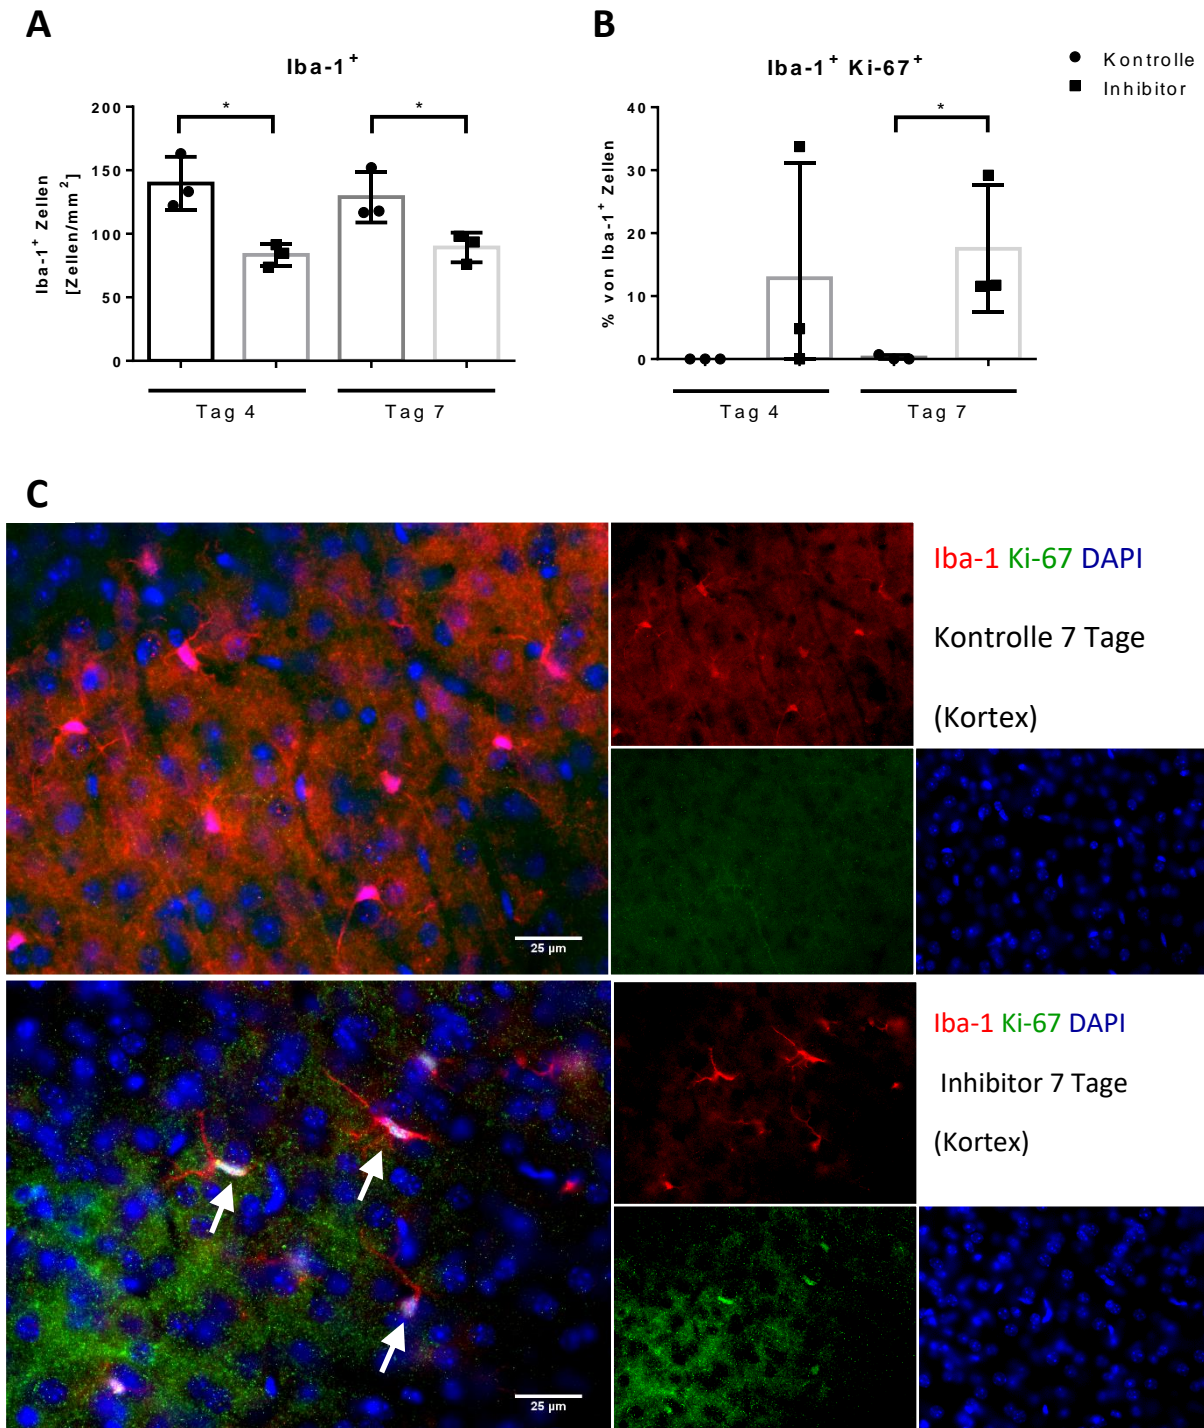 A
Iba-1+
Iba-1+ Zellen
[Zellen/mm2]
200
150
100
50
0
*
*
Tag 4
Tag 7
B
Iba-1+ Ki-67+
% von Iba-1+ Zellen
40
30
20
10
0
*
Tag 4
Tag 7
Kontrolle
Inhibitor
C
25 µm
Iba-1 Ki-67 DAPI
Kontrolle 7 Tage
(Kortex)
25 µm
Iba-1 Ki-67 DAPI
Inhibitor 7 Tage
(Kortex)